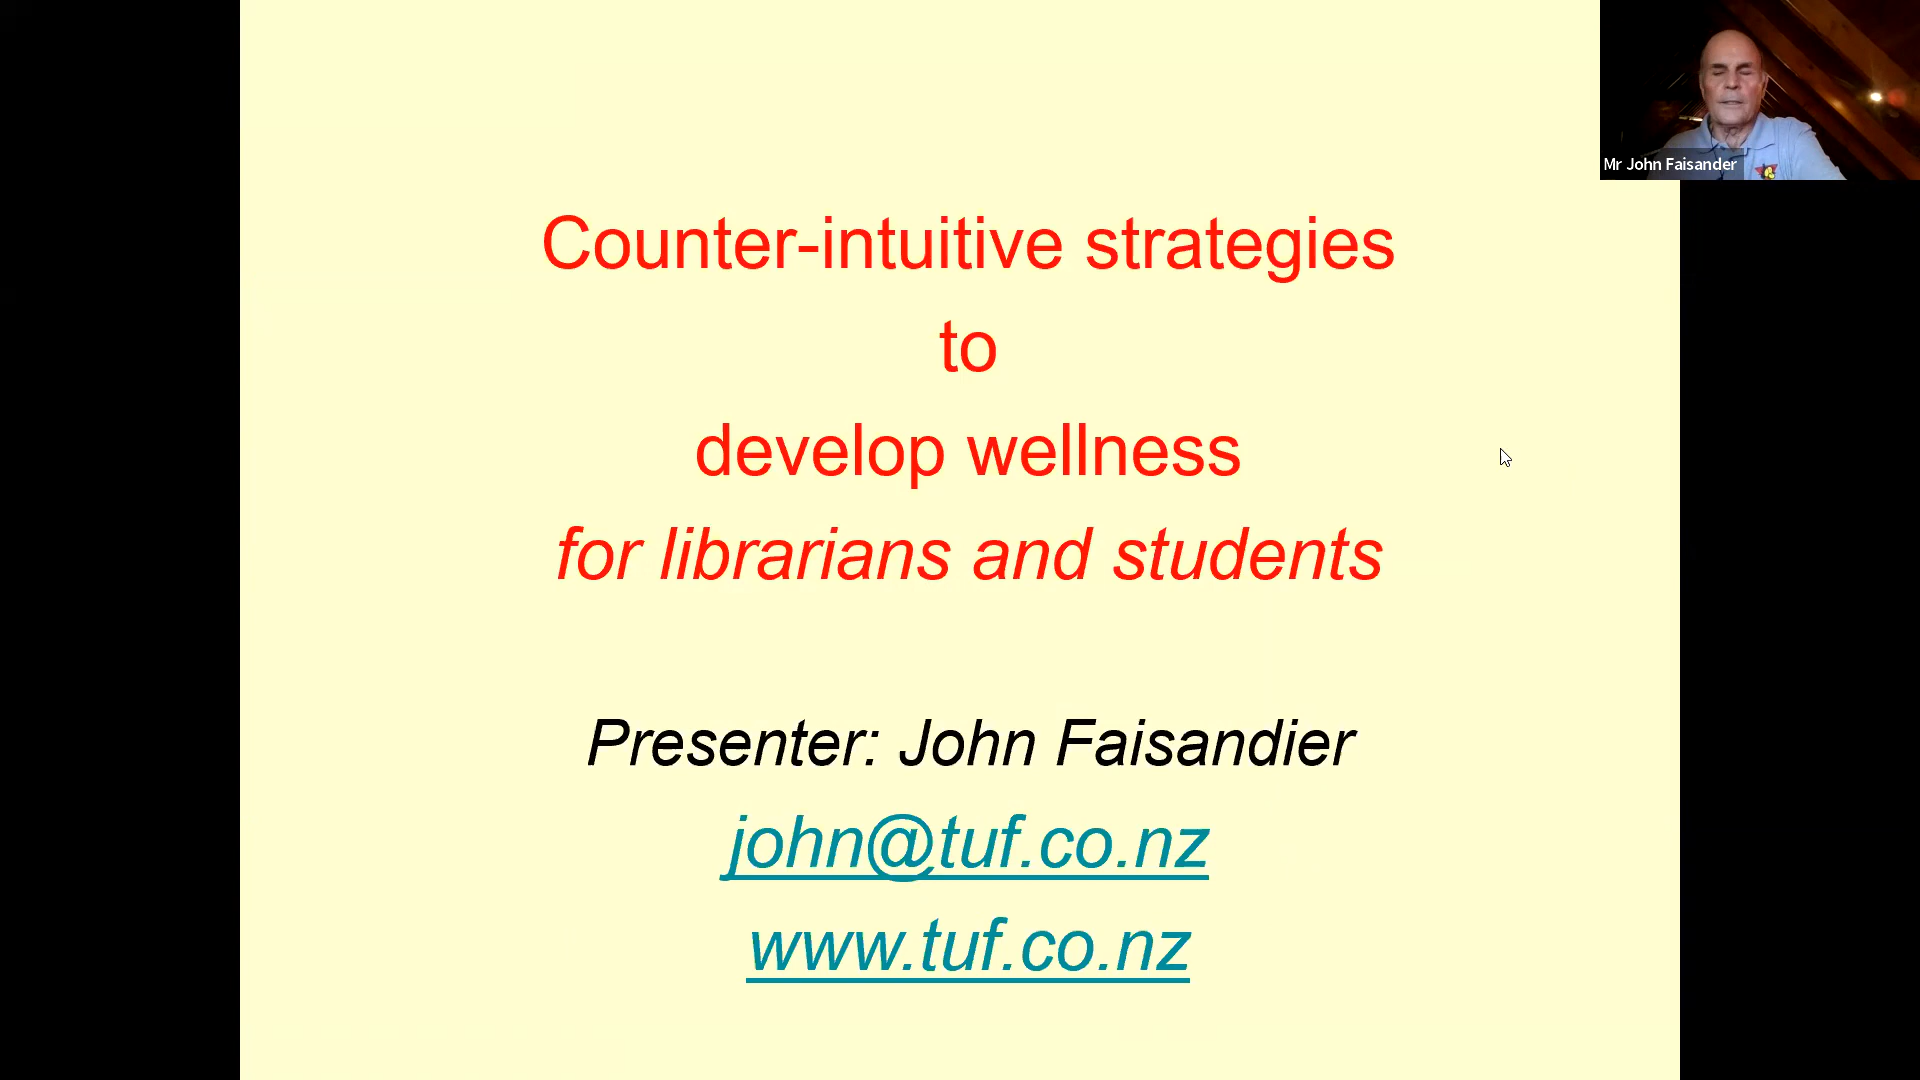 Counter-intuitive strategies
to
develop wellness
for librarians and students
Presenter: John Faisandier
john@tuf.co.nz
www.tuf.co.nz
Mr John Faisander